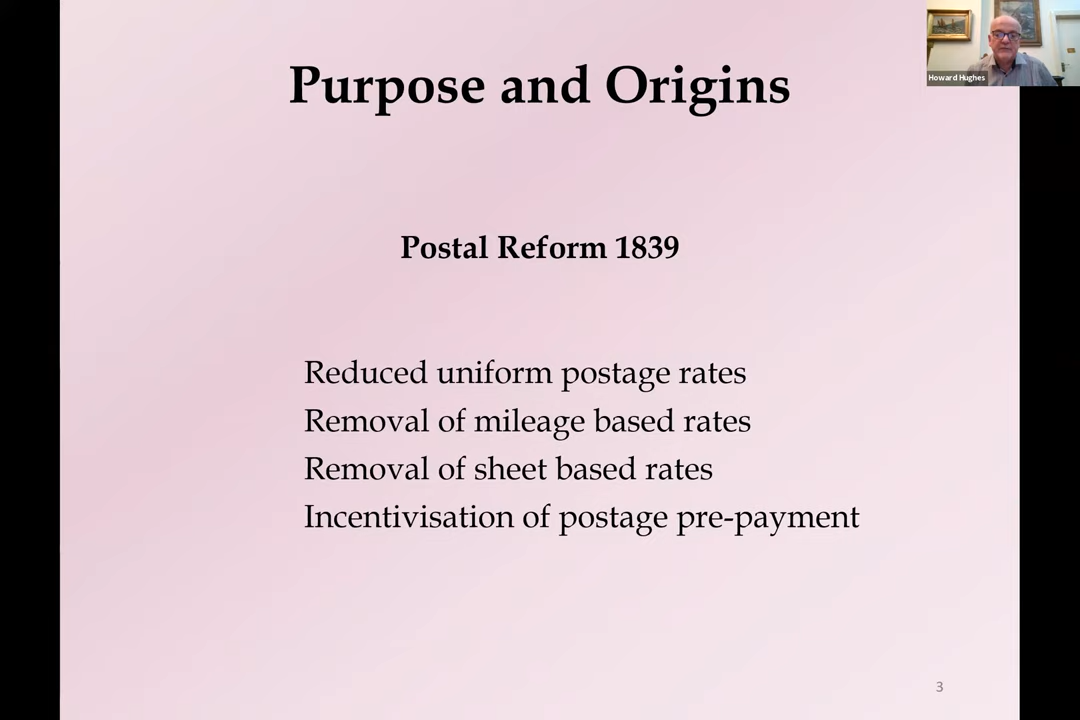 Purpose and Origins
Howard Hughes
Postal Reform 1839
Reduced uniform postage rates
Removal of mileage based rates
Removal of sheet based rates
Incentivisation of postage pre-payment
3